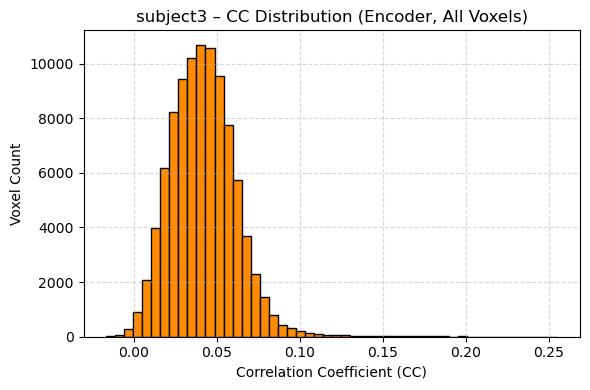 subject3 – CC Distribution (Encoder, All Voxels)
Voxel Count
10000
8000
6000
4000
2000
0
0.00 0.05 0.10 0.15 0.20 0.25
Correlation Coefficient (CC)